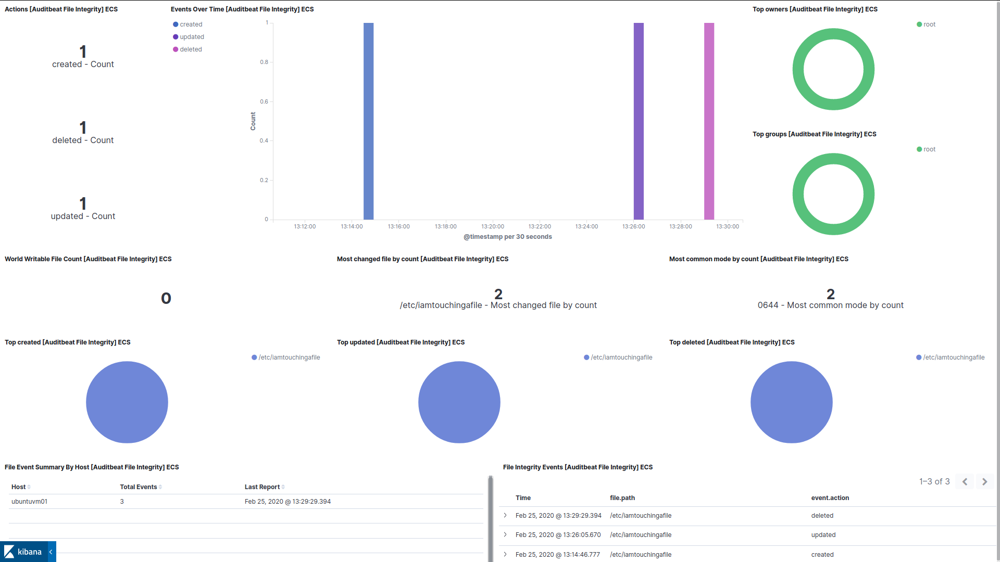 Actions [Auditbeat File Integrity] ECS
1
created - Count
1
deleted - Count
1
updated - Count
Events Over Time [Auditbeat File Integrity] ECS
created
updated
deleted
Count
1
0.8
0.6
0.4
0.2
0
13:12:00 13:14:00 13:16:00 13:18:00 13:20:00 13:22:00 13:24:00 13:26:00 13:28:00 13:30:00
@timestamp per 30 seconds
Top owners [Auditbeat File Integrity] ECS
root
Top groups [Auditbeat File Integrity] ECS
root
World Writable File Count [Auditbeat File Integrity] ECS
0
Most changed file by count [Auditbeat File Integrity] ECS
2
/etc/iamtouchingafile - Most changed file by count
Most common mode by count [Auditbeat File Integrity] ECS
2
0644 - Most common mode by count
Top created [Auditbeat File Integrity] ECS
/etc/iamtouchingafile
Top updated [Auditbeat File Integrity] ECS
/etc/iamtouchingafile
Top deleted [Auditbeat File Integrity] ECS
/etc/iamtouchingafile
File Event Summary By Host [Auditbeat File Integrity] ECS
Host Total Events Last Report
ubuntuvm01 3 Feb 25, 2020 @ 13:29:29.394
File Integrity Events [Auditbeat File Integrity] ECS
1–3 of 3
Time file.path event.action
Feb 25, 2020 @ 13:29:29.394 /etc/iamtouchingafile deleted
Feb 25, 2020 @ 13:26:05.670 /etc/iamtouchingafile updated
Feb 25, 2020 @ 13:14:46.777 /etc/iamtouchingafile created
kibana